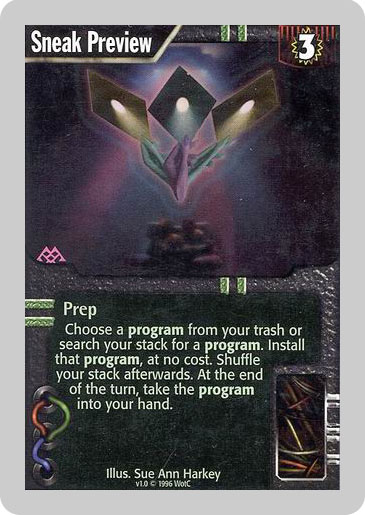 Sneak Preview
3
Prep
Choose a program from your trash or
search your stack for a program. Install
that program, at no cost. Shuffle
your stack afterwards. At the end
of the turn, take the program
into your hand.
Illus. Sue Ann Harkey
v1.0 © 1996 WotC